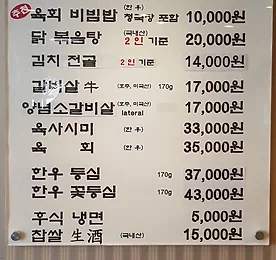 추천 육회 비빔밥 (한우) 청국장 포함 10,000원
닭 볶음탕 (국내산) 2인 기준 20,000원
김치 전골 2인 기준 14,000원
갈비살 牛 (호주, 미국산) 170g 17,000원
양념소갈비살 (호주, 미국산) lateral 17,000원
육사시미 (한우) 33,000원
육 회 (한우) 35,000원
한우 등심 170g 37,000원
한우 꽃등심 170g 43,000원
후식 냉면 5,000원
찹쌀 生酒 (국내산) 15,000원